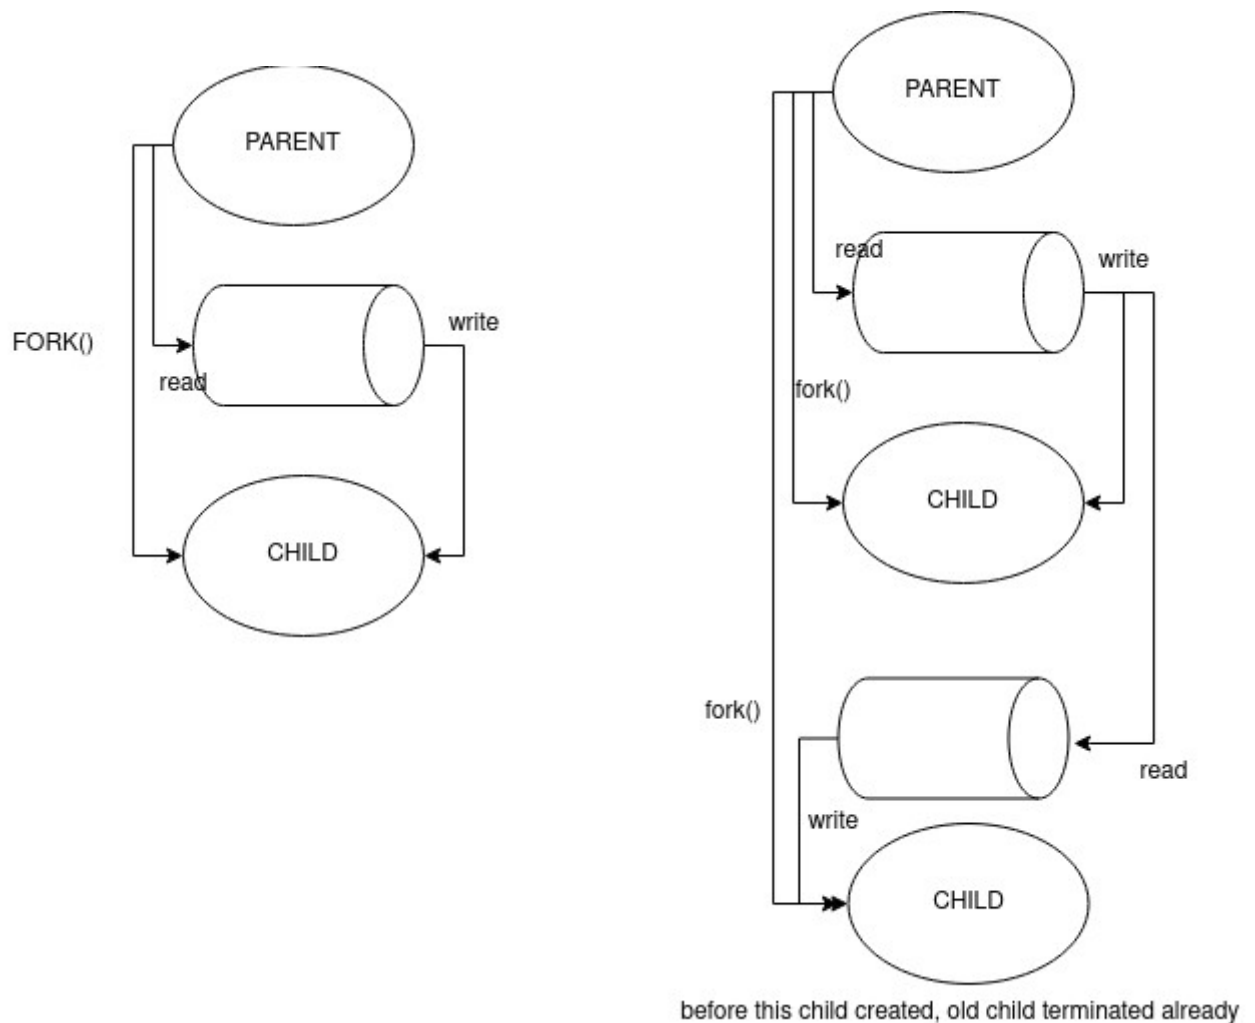 PARENT
FORK()
read
write
CHILD
PARENT
read
write
fork()
CHILD
fork()
read
write
CHILD
before this child created, old child terminated already